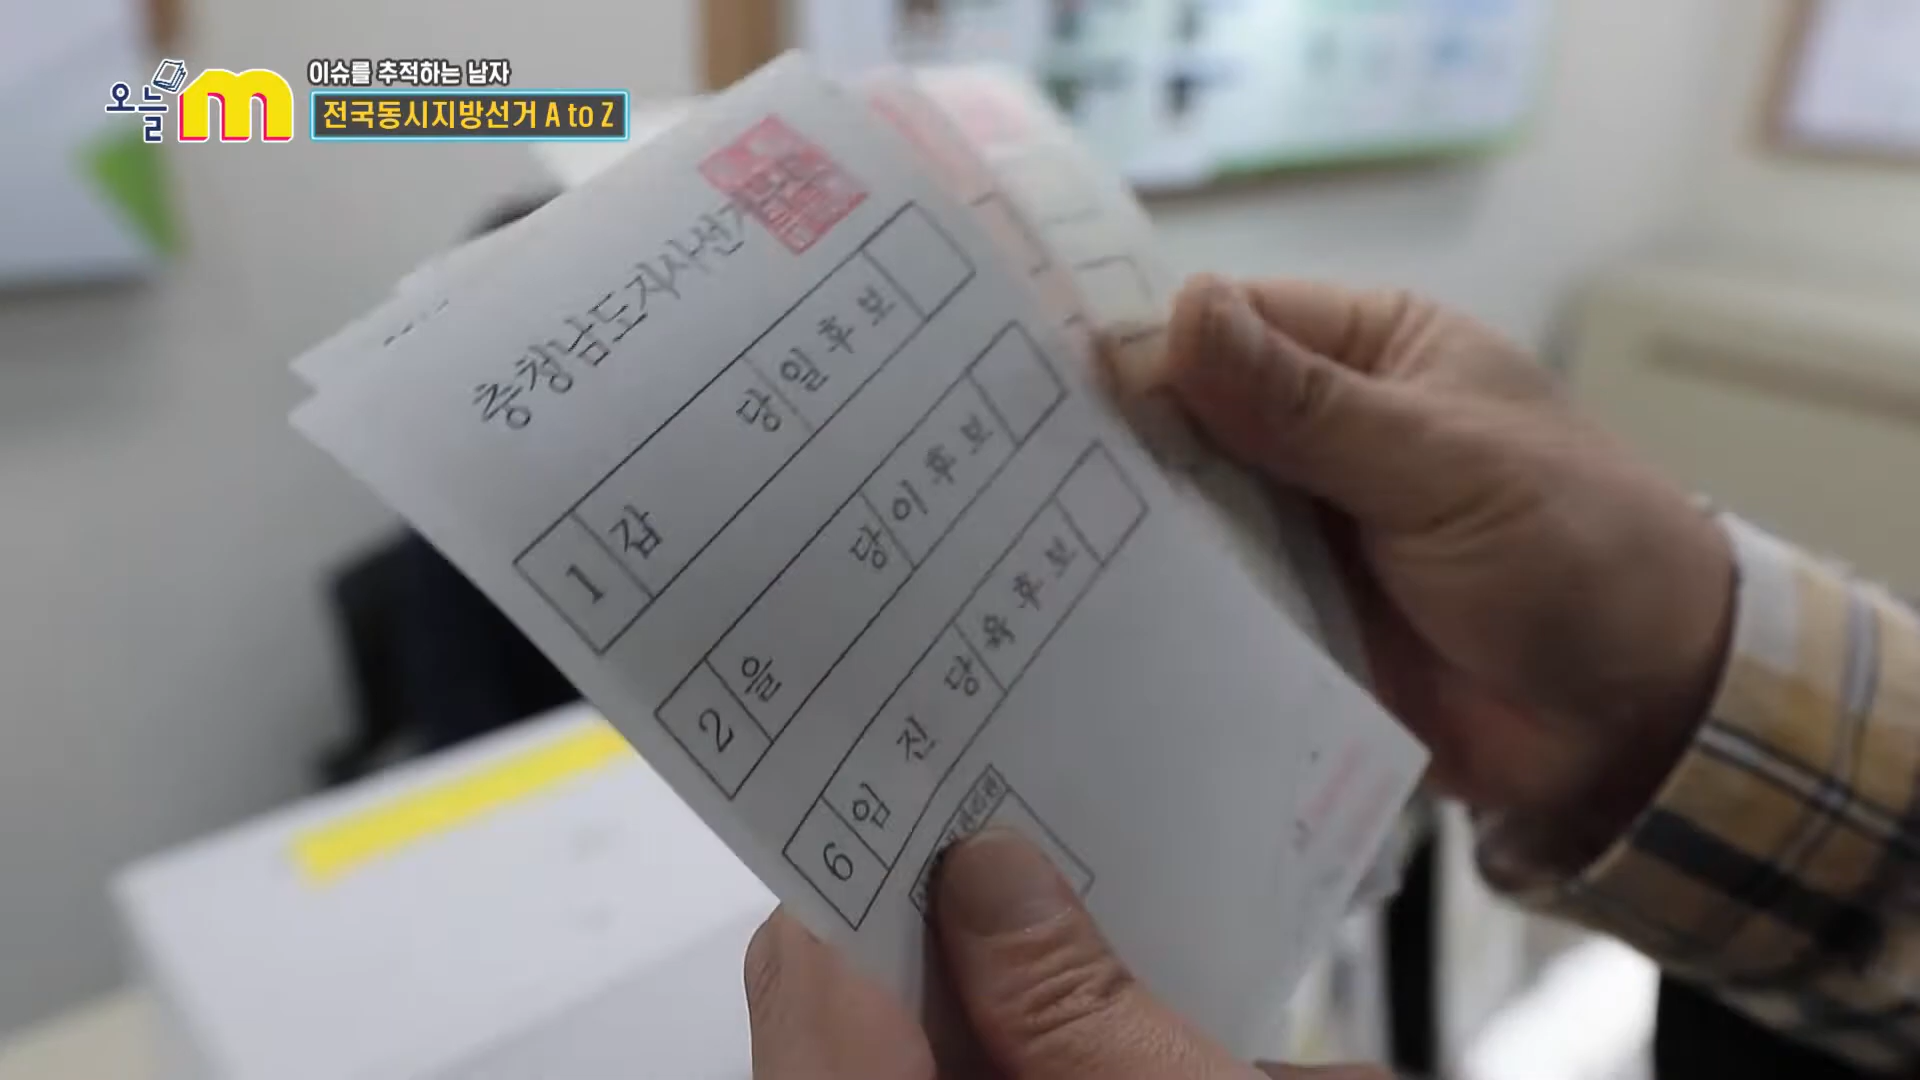 오늘 m
이슈를 추적하는 남자
전국동시지방선거 A to Z
충청남도지사선거
1 갑 당 일 후 보
2 을 당 이 후 보
6 임 진 당 육 후 보